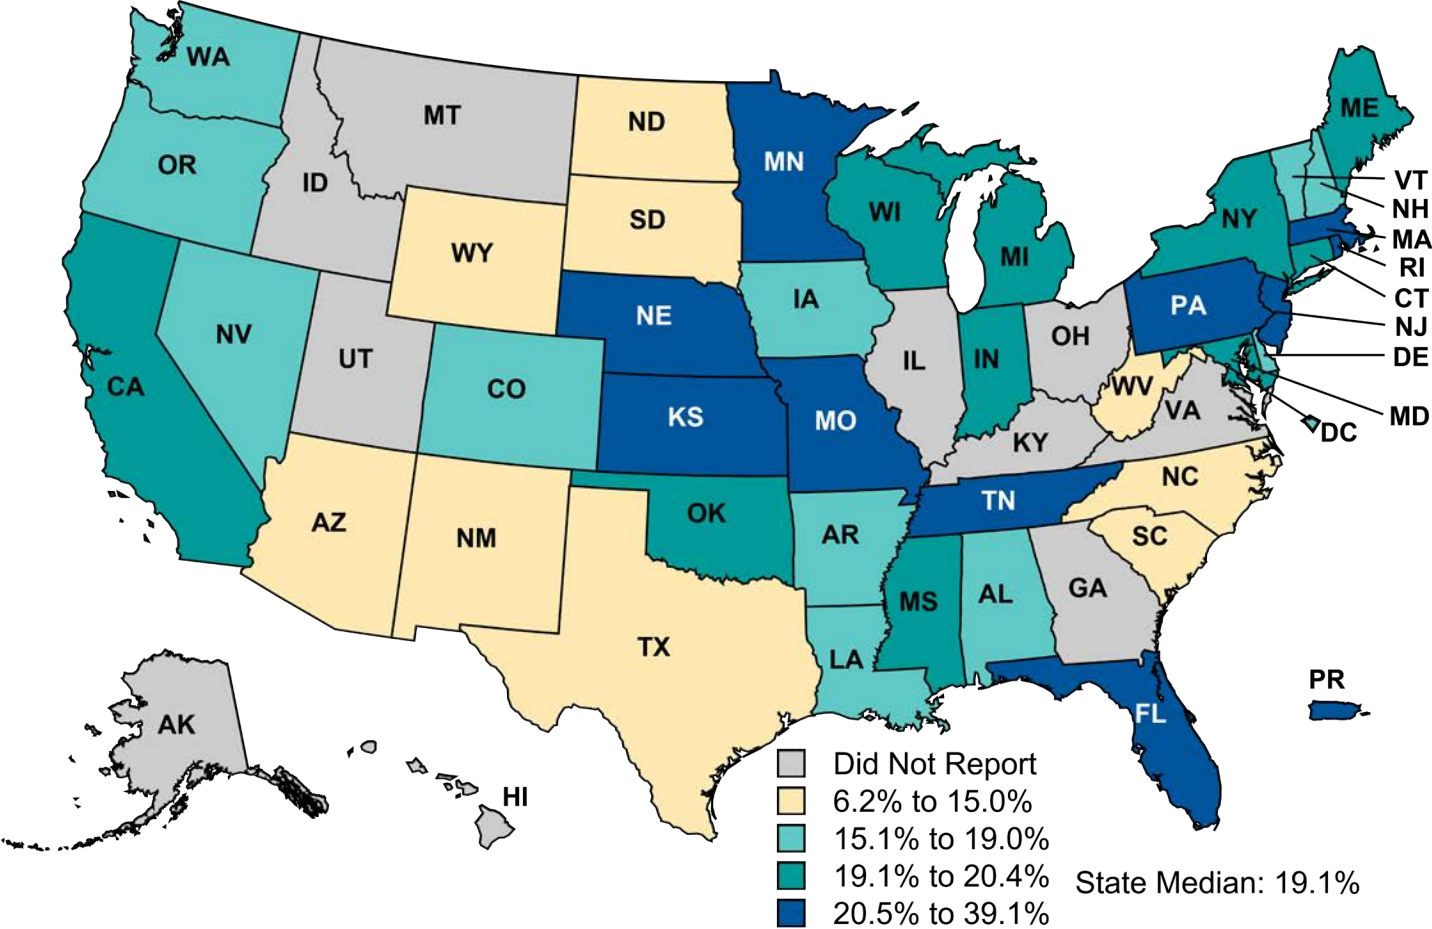 WA
MT
ND
MN
ME
OR
ID
SD
WI
MI
NY
VT
NH
MA
RI
CT
NJ
DE
MD
DC
WY
NE
IA
PA
NV
UT
CO
KS
MO
IL
IN
OH
WV
VA
KY
CA
AZ
NM
OK
AR
TN
NC
SC
TX
LA
MS
AL
GA
FL
PR
AK
HI
Did Not Report
6.2% to 15.0%
15.1% to 19.0%
19.1% to 20.4%
20.5% to 39.1%
State Median: 19.1%